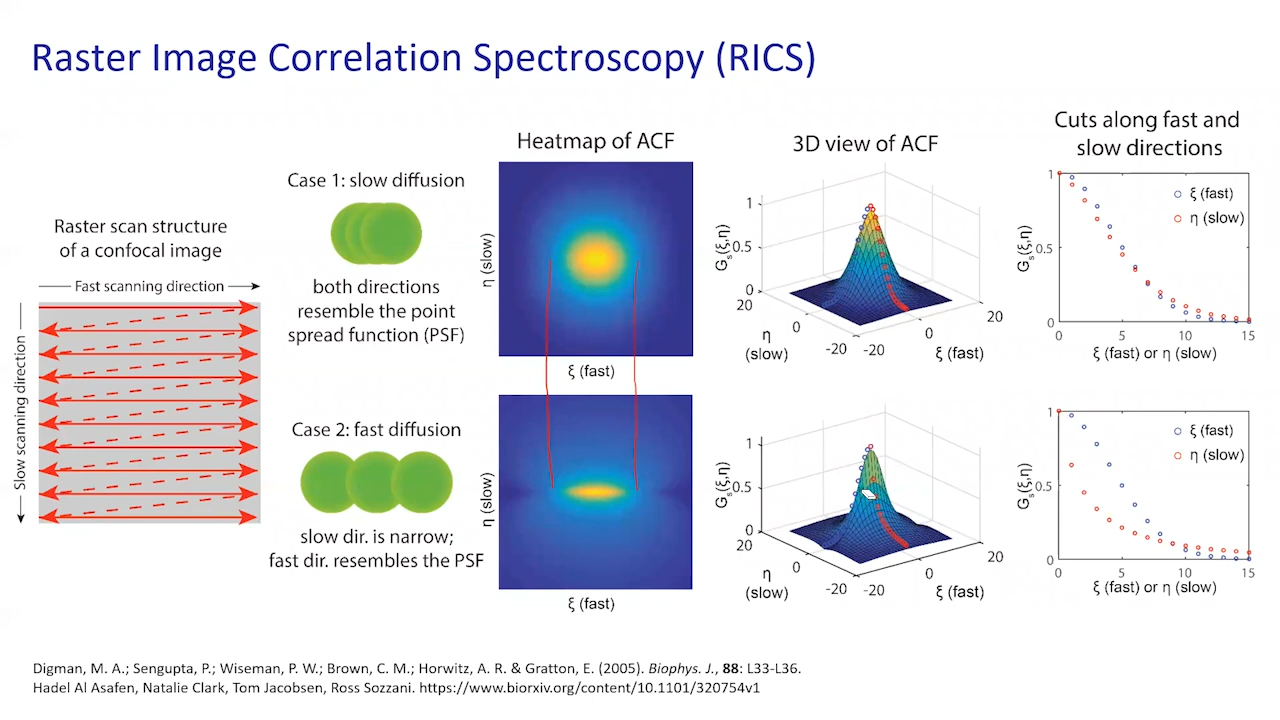 Raster Image Correlation Spectroscopy (RICS)
Raster scan structure
of a confocal image
Fast scanning direction
Slow scanning direction
Case 1: slow diffusion
both directions
resemble the point
spread function (PSF)
Case 2: fast diffusion
slow dir. is narrow;
fast dir. resembles the PSF
Heatmap of ACF
η (slow)
ξ (fast)
η (slow)
ξ (fast)
3D view of ACF
Gs(ξ,η)
1
0.5
0
20
0
-20
η
(slow)
-20
0
20
ξ (fast)
Gs(ξ,η)
1
0.5
0
20
0
-20
η
(slow)
-20
0
20
ξ (fast)
Cuts along fast and
slow directions
Gs(ξ,η)
1
0.5
0
ξ (fast)
η (slow)
0 5 10 15
ξ (fast) or η (slow)
Gs(ξ,η)
1
0.5
0
ξ (fast)
η (slow)
0 5 10 15
ξ (fast) or η (slow)
Digman, M. A.; Sengupta, P.; Wiseman, P. W.; Brown, C. M.; Horwitz, A. R. & Gratton, E. (2005). Biophys. J., 88: L33-L36.
Hadel Al Asafen, Natalie Clark, Tom Jacobsen, Ross Sozzani. https://www.biorxiv.org/content/10.1101/320754v1